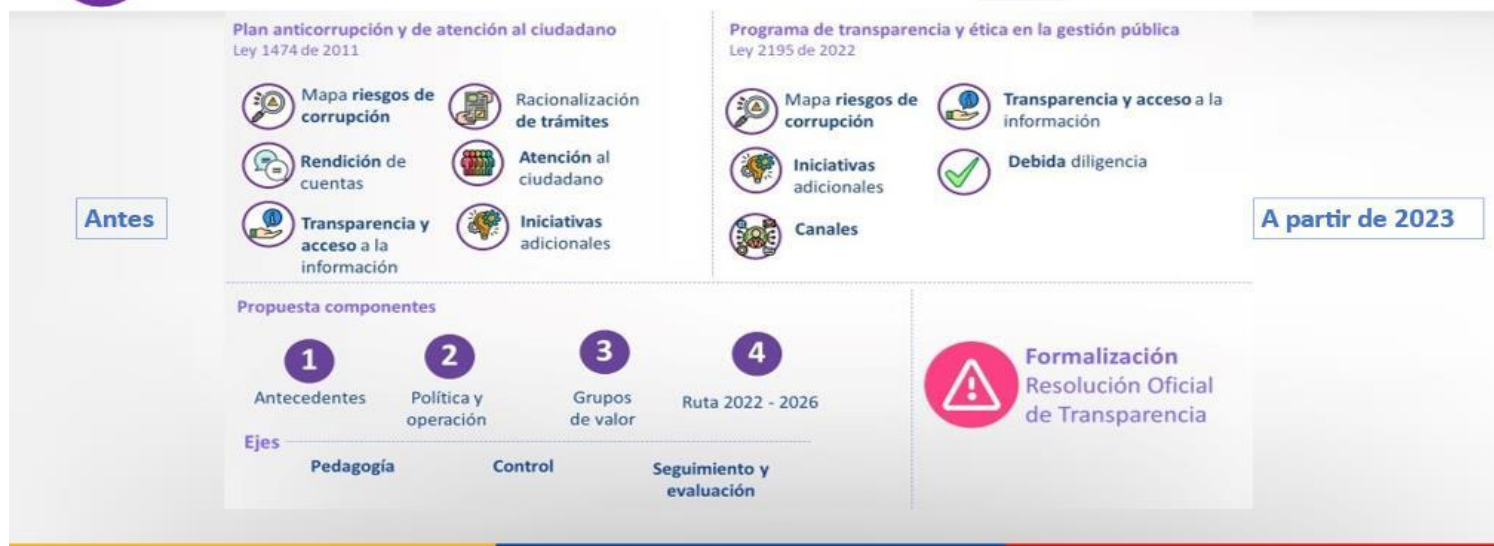 Antes
Plan anticorrupción y de atención al ciudadano
Ley 1474 de 2011
Mapa riesgos de
corrupción
Racionalización
de trámites
Rendición de
cuentas
Atención al
ciudadano
Transparencia y
acceso a la
información
Iniciativas
adicionales
Programa de transparencia y ética en la gestión pública
Ley 2195 de 2022
Mapa riesgos de
corrupción
Transparencia y acceso a la
información
Iniciativas
adicionales
Debida diligencia
Canales
A partir de 2023
Propuesta componentes
1
Antecedentes
2
Política y
operación
3
Grupos
de valor
4
Ruta 2022 - 2026
Ejes
Pedagogía
Control
Seguimiento y
evaluación
Formalización
Resolución Oficial
de Transparencia